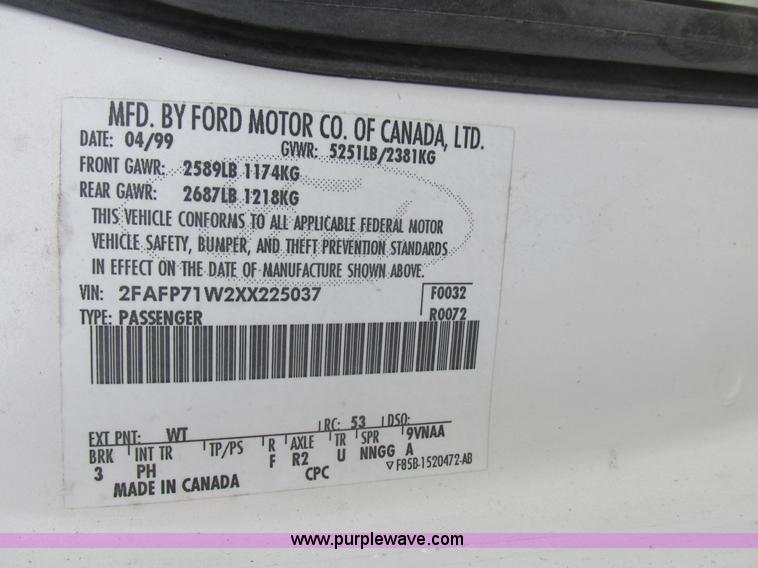 MFD. BY FORD MOTOR CO. OF CANADA, LTD.
DATE: 04/99 GVWR: 5251LB/2381KG
FRONT GAWR: 2589LB 1174KG
REAR GAWR: 2687LB 1218KG
THIS VEHICLE CONFORMS TO ALL APPLICABLE FEDERAL MOTOR
VEHICLE SAFETY, BUMPER, AND THEFT PREVENTION STANDARDS
IN EFFECT ON THE DATE OF MANUFACTURE SHOWN ABOVE.
VIN: 2FAFP71W2XX225037 F0032
TYPE: PASSENGER R0072
EXT PNT: WT RC: 53 DSO:
BRK INT TR TP/PS R AXLE TR SPR 9VNAA
3 PH F R2 U NNGG A
CPC
MADE IN CANADA F85B-1520472-AB
www.purplewave.com